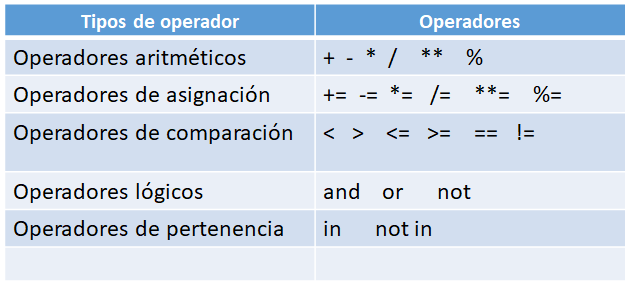 Tipos de operador Operadores
Operadores aritméticos + - * / ** %
Operadores de asignación += -= *= /= **= %=
Operadores de comparación < > <= >= == !=
Operadores lógicos and or not
Operadores de pertenencia in not in